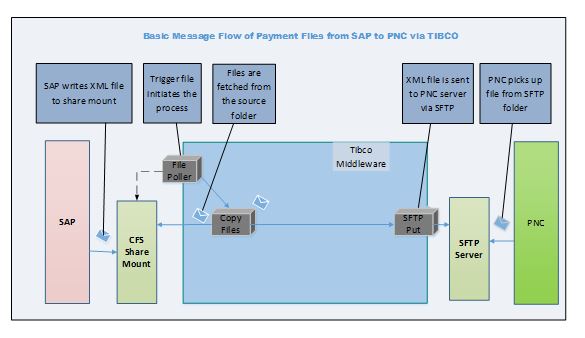 Basic Message Flow of Payment Files from SAP to PNC via TIBCO
SAP writes XML file
to share mount
Trigger file
initiates the
process
Files are
fetched from
the source
folder
XML file is sent
to PNC server
via SFTP
PNC picks up
file from SFTP
folder
Tibco
Middleware
File
Poller
SAP
CFS
Share
Mount
Copy
Files
SFTP
Put
SFTP
Server
PNC